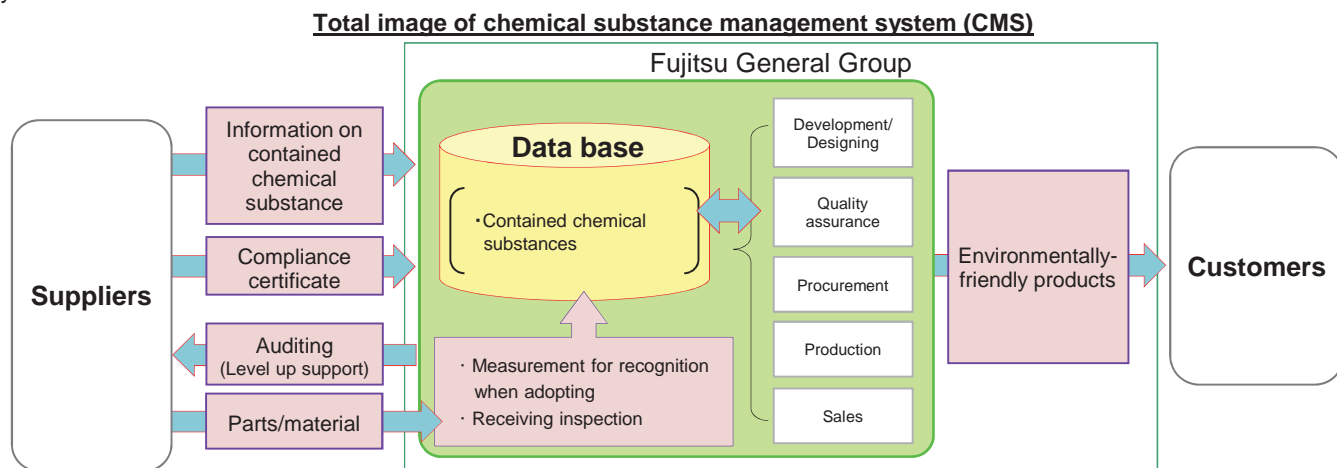 Total image of chemical substance management system (CMS)
Fujitsu General Group
Suppliers
Information on
contained
chemical
substance
Compliance
certificate
Auditing
(Level up support)
Parts/material
Data base
・Contained chemical
substances
・Measurement for recognition
when adopting
・Receiving inspection
Development/
Designing
Quality
assurance
Procurement
Production
Sales
Environmentally-
friendly products
Customers